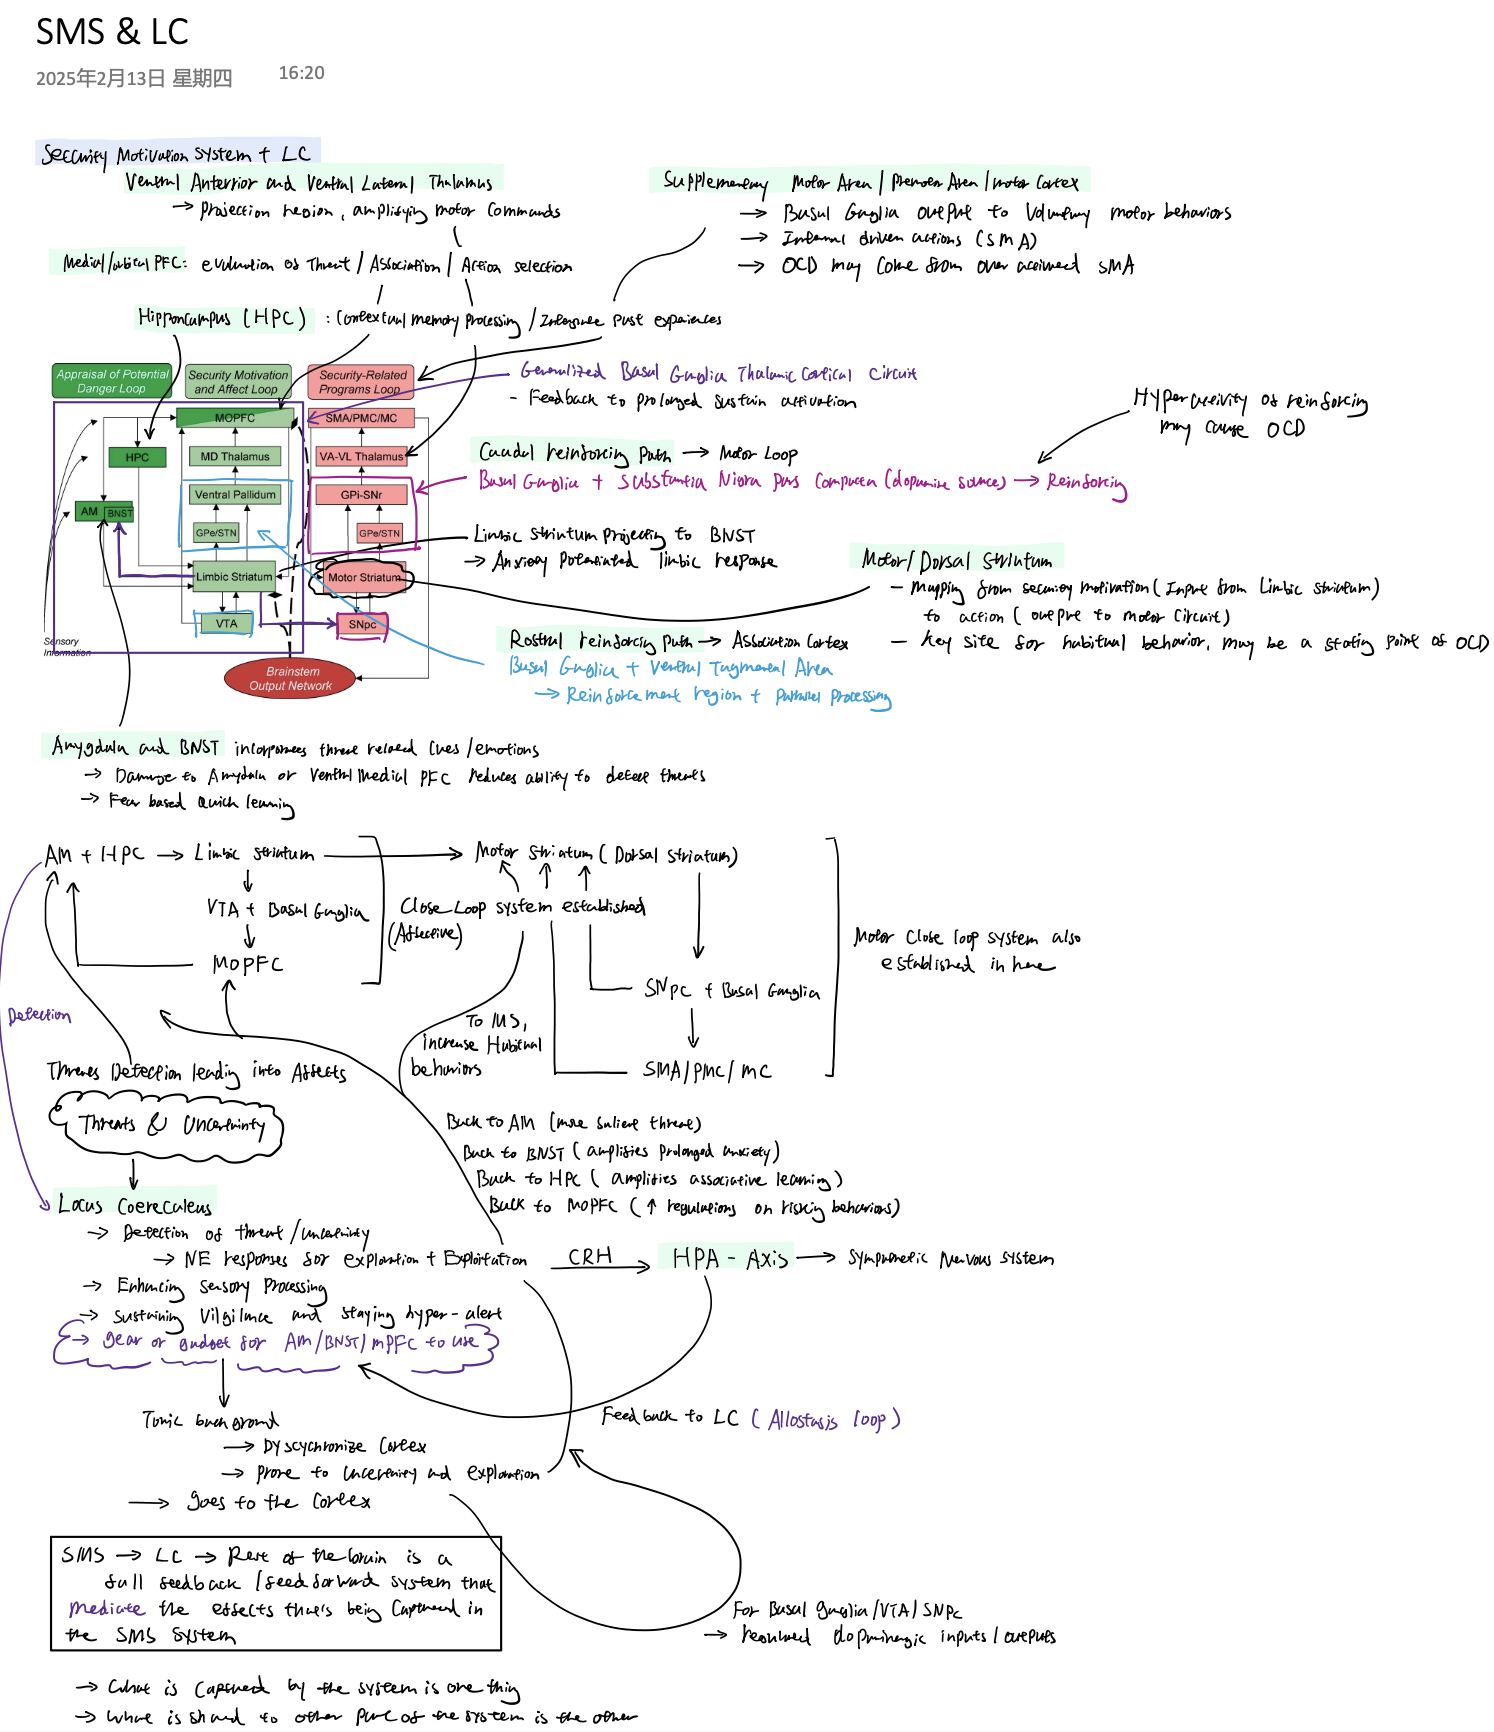 SMS & LC
2025年2月13日 星期四 16:20
Security Motivation System + LC
Ventral Anterior and Ventral Lateral Thalamus
→ Projection region, amplifying motor commands
Supplementary Motor Area / Premotor Area / motor Cortex
→ Basal Ganglia output to Voluntary motor behaviors
→ Internal driven actions (SMA)
→ OCD may come from over activated SMA
Medial/orbital PFC: evaluation of Threat / Association / Action selection
Hippocampus (HPC) : Contextual memory processing / Integrate past experiences
Appraisal of Potential
Danger Loop
Security Motivation
and Affect Loop
Security-Related
Programs Loop
MOPFC
SMA/PMC/MC
HPC
MD Thalamus
VA-VL Thalamus
Ventral Pallidum
GPi-SNr
AM
BNST
GPe/STN
GPe/STN
Limbic Striatum
Motor Striatum
VTA
SNpc
Sensory
Information
Brainstem
Output Network
Generalized Basal Ganglia Thalamic Cortical Circuit
- Feedback to prolonged sustain activation
Hyperactivity of reinforcing
may cause OCD
Caudal reinforcing Path → Motor Loop
Basal Ganglia + Substantia Nigra pars Compacta (dopamine source) → Reinforcing
Limbic Striatum projecting to BNST
→ Anxiety Potentiated limbic response
Motor/Dorsal Striatum
- Mapping from security motivation (Input from Limbic striatum)
to action (output to motor Circuit)
- Key site for habitual behavior, may be a stating point of OCD
Rostral reinforcing Path → Association Cortex
Basal Ganglia + Ventral Tagmental Area
→ Reinforcement region + Processing
Amygdala and BNST incorporates threat related cues/emotions
→ Damage to Amydala or Ventral Medial PFC reduces ability to detect threats
→ Fear based Quick learning
AM + HPC → Limbic striatum → Motor Striatum (Dorsal Striatum)
VTA + Basal Ganglia
Close Loop system established
(Affective)
MOPFC
Motor Close loop system also
established in here
SNpc + Basal Ganglia
Detection
To MS,
increase Habitual
behaviors
SMA/PMC/MC
Threats Detection leading into Affects
Threats & Uncertainty
Back to AM (more salient threat)
Back to BNST (amplifies prolonged anxiety)
Back to HPC (amplifies associative learning)
Back to MOPFC (↑ regulations on risking behaviors)
Locus Coereculeus
→ Detection of threat/uncertainty
→ NE responses for exploration + Exploitation
CRH → HPA-Axis → Sympathetic Nervous System
→ Enhancing sensory Processing
→ Sustaining Vilgilance and staying hyper-alert
→ gear or budget for AM/BNST/mPFC to use
Tonic background
→ Dyscychronize Cortex
→ Prone to uncertainty and exploration
→ goes to the Cortex
Feedback to LC (Allostasis loop)
SMS → LC → Rest of the brain is a
full feedback / feedforward system that
mediate the effects that's being Captured in
the SMS System
For Basal ganglia/VTA/SNpc
→ dopminergic inputs/outputs
→ What is Captured by the system is one thig
→ What is shared to other part of the system is the other